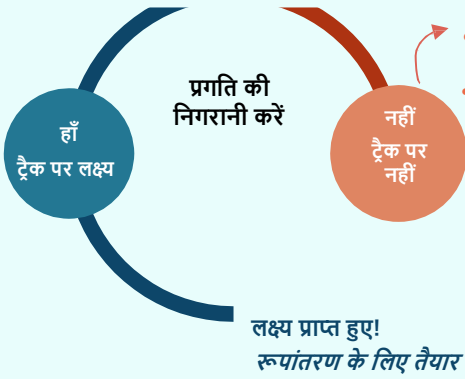 प्रगति की
निगरानी करें
हाँ
ट्रैक पर लक्ष्य
नहीं
ट्रैक पर
नहीं
लक्ष्य प्राप्त हुए!
रूपांतरण के लिए तैयार